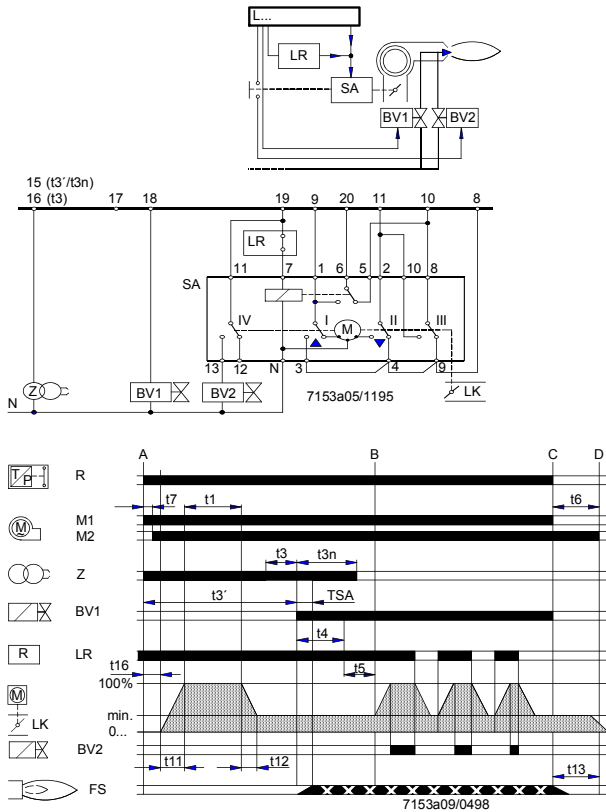 L...
LR
SA
BV1 BV2
15 (t3´/t3n)
16 (t3) 17 18 19 9 20 11 10 8
LR
11 7 1 6 5 2 10 8
SA
IV I M II III
13 12 N 3 4 9
Z BV1 BV2 7153a05/1195 LK
N
A B C D
T P R
t7 t1 t6
M M1
M2
t3 t3n
Z
t3´ TSA
BV1
t4
R LR
t16 t5
100%
M
LK min.
0...
BV2
t11 t12 t13
FS
7153a09/0498